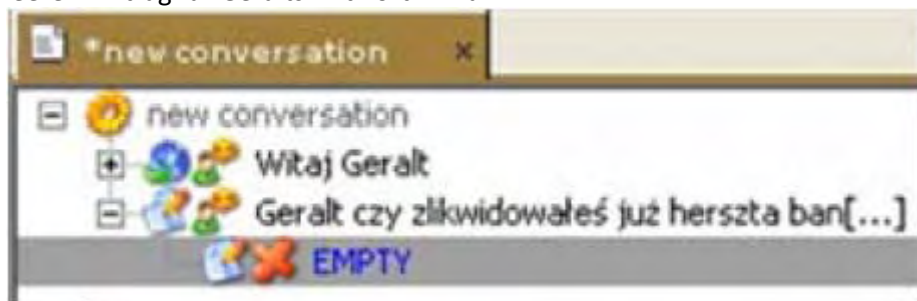 *new conversation
new conversation
Witaj Geralt
Geralt czy zlikwidowałeś już herszta ban[...]
EMPTY